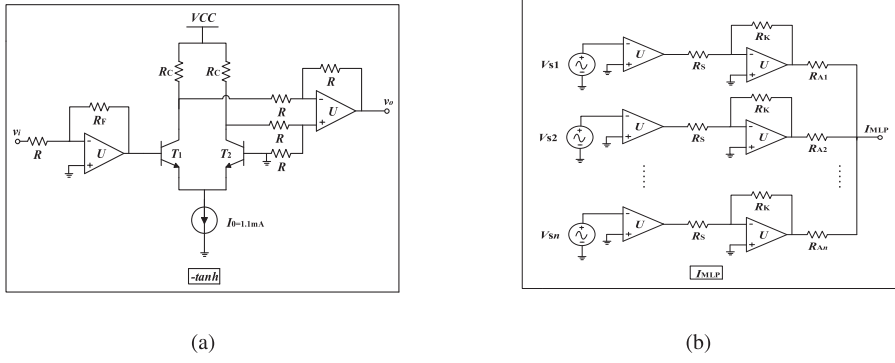 VCC
RC
RC
R
R
R
R
R
RF
vi
vo
U
U
T1
T2
I0=1.1mA
-tanh
(a)
VS1
U
RS
RK
U
RA1
VS2
U
RS
RK
U
RA2
IMLP
VSn
U
RS
RK
U
RAn
IMLP
(b)